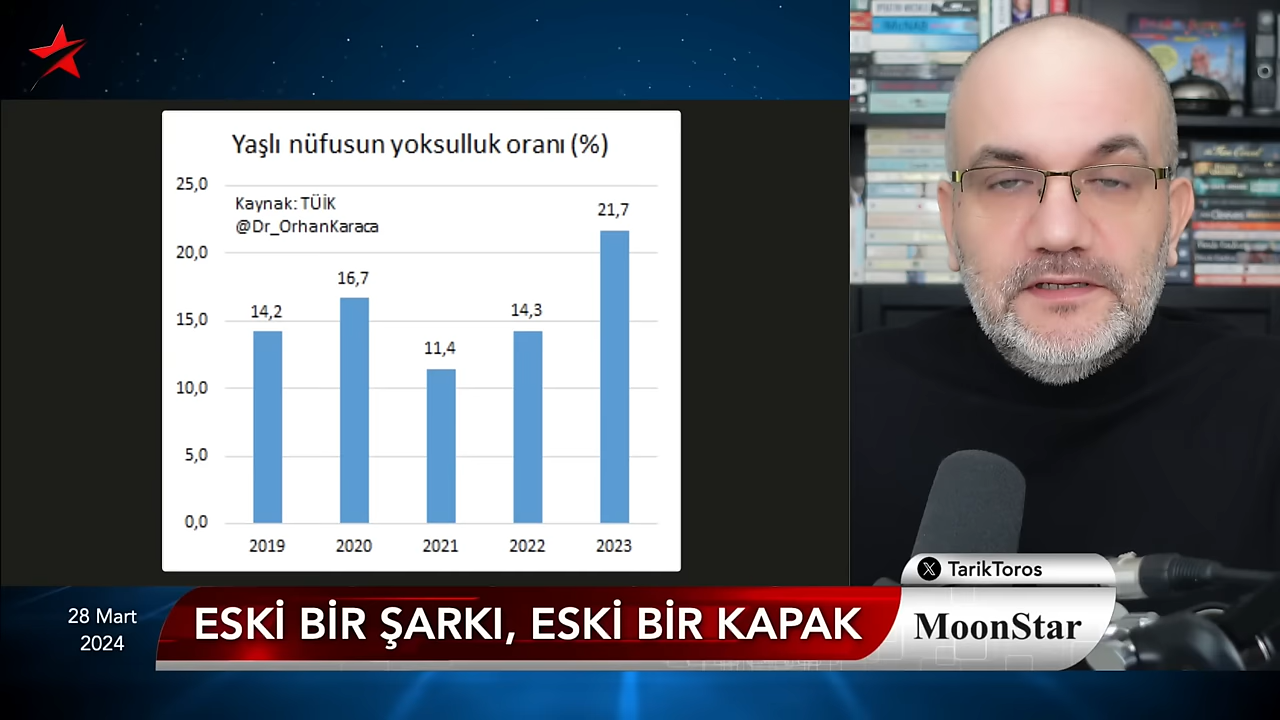 Yaşlı nüfusun yoksulluk oranı (%)
25,0
Kaynak: TÜİK
@Dr_OrhanKaraca
21,7
20,0
16,7
15,0
14,2
14,3
11,4
10,0
5,0
0,0
2019 2020 2021 2022 2023
TarikToros
28 Mart
2024
ESKİ BİR ŞARKI, ESKİ BİR KAPAK
MoonStar